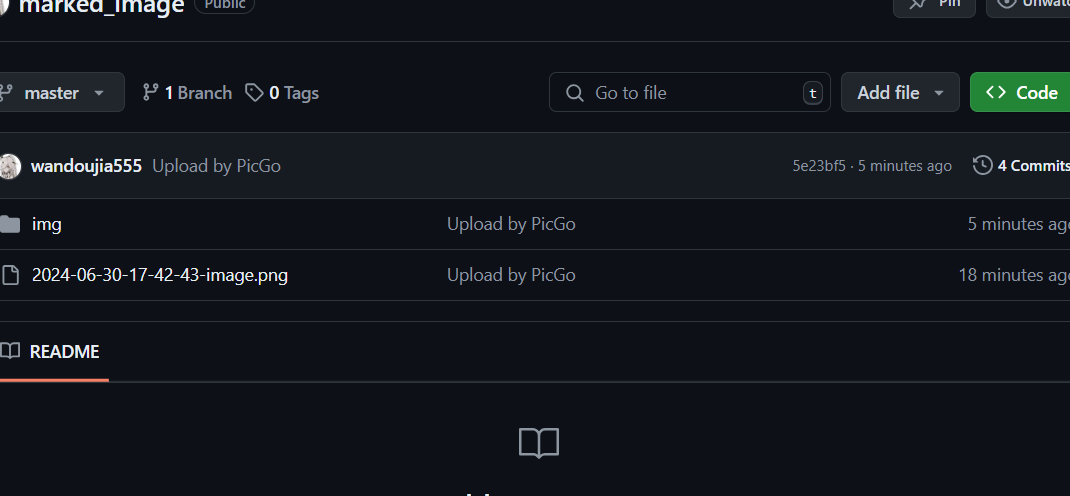 marked_image Public Pin Unwatc
master 1 Branch 0 Tags Go to file t Add file Code
wandoujia555 Upload by PicGo 5e23bf5 · 5 minutes ago 4 Commits
img Upload by PicGo 5 minutes ago
2024-06-30-17-42-43-image.png Upload by PicGo 18 minutes ago
README